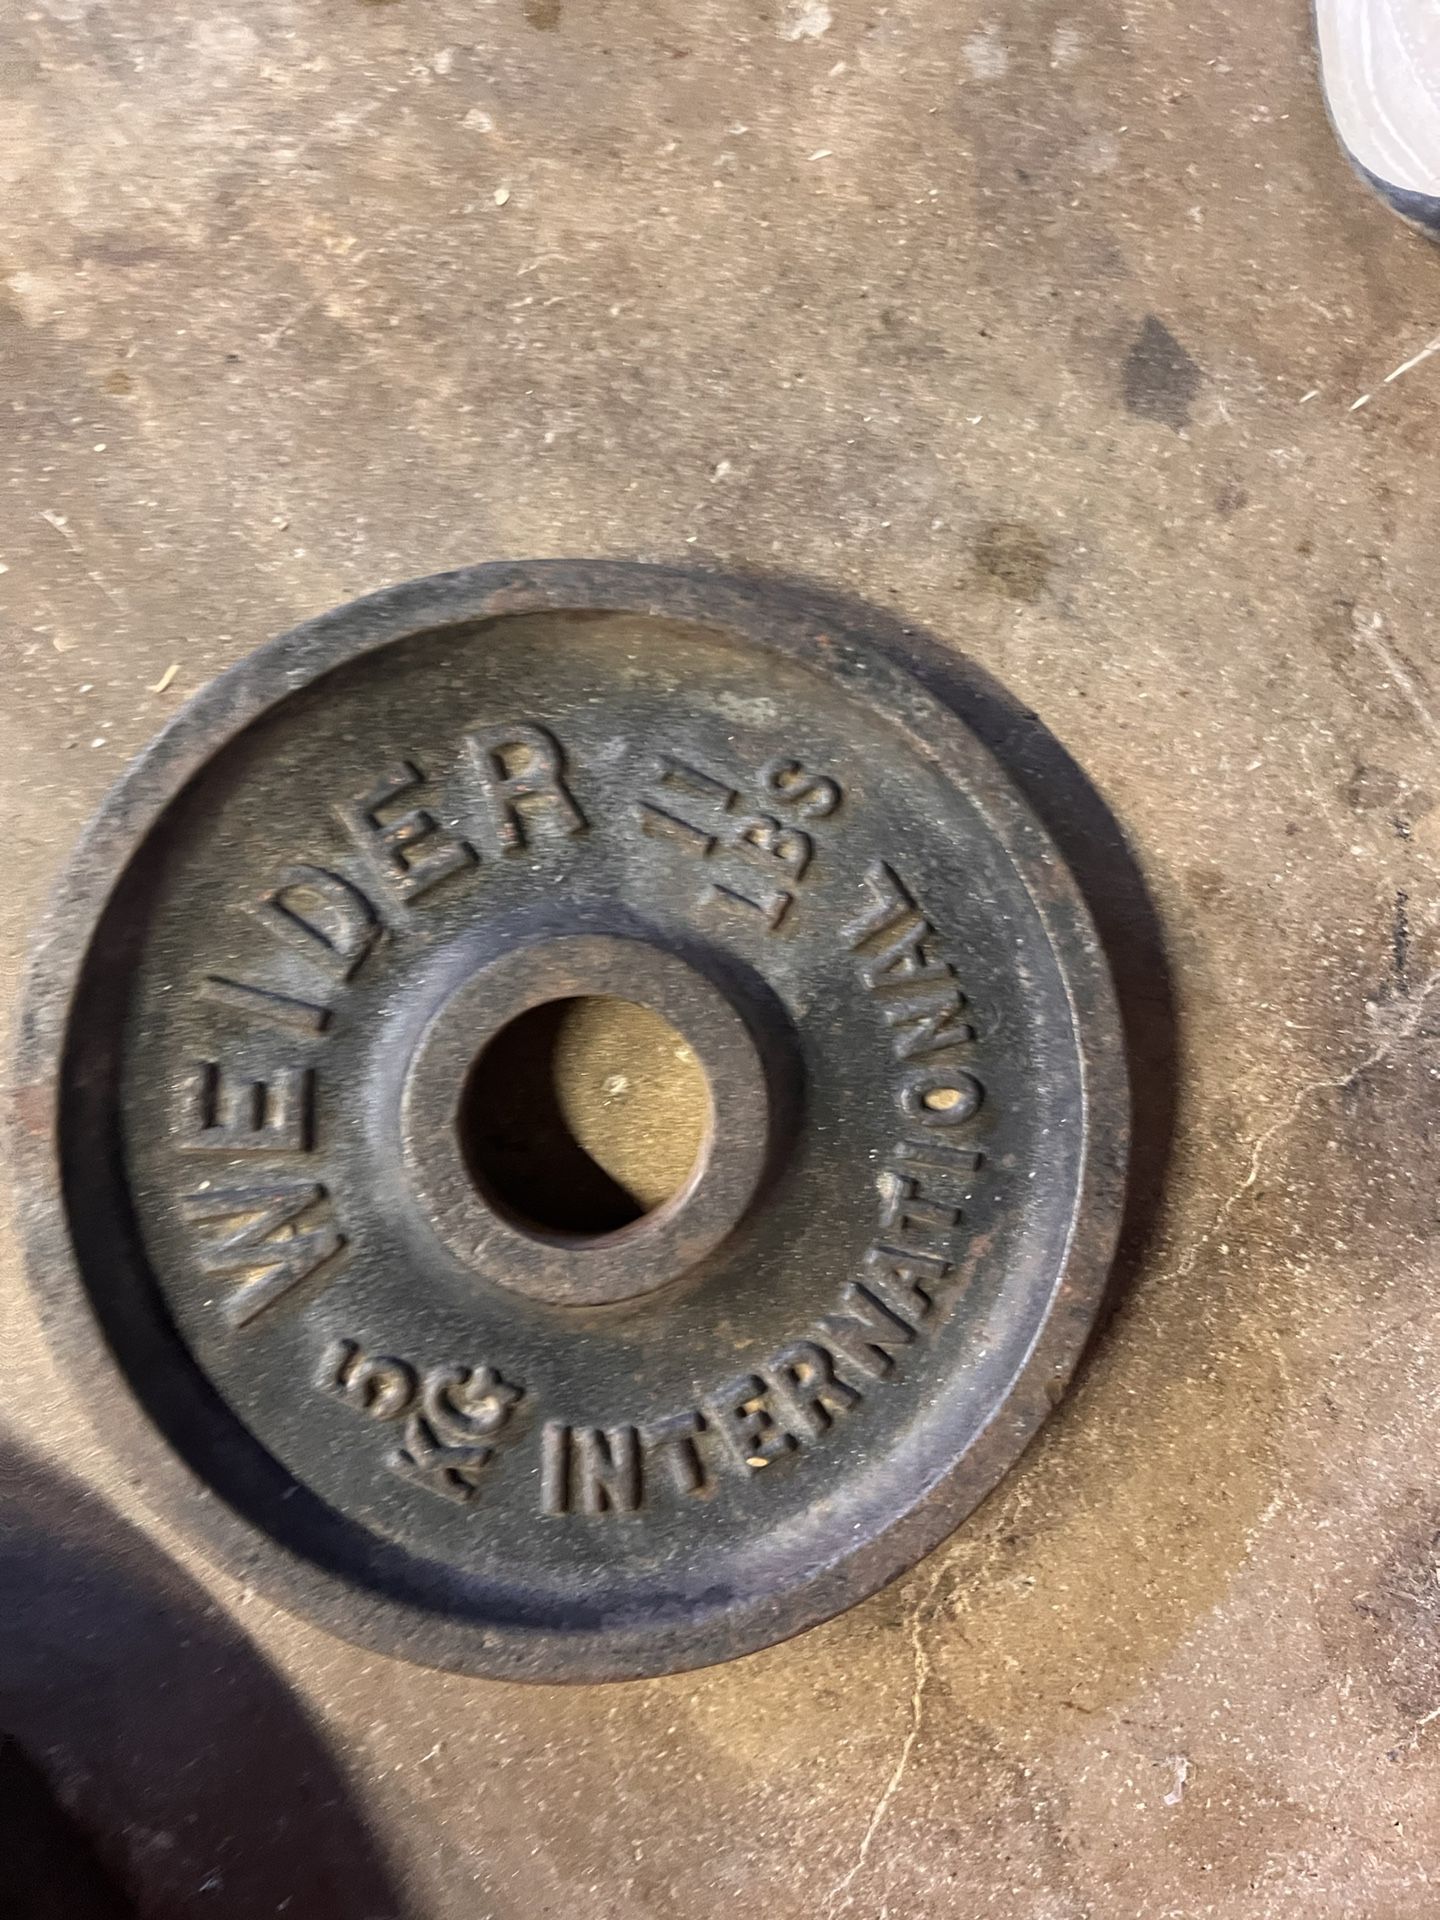 WEIDER
11
LBS
INTERNATIONAL
5
KG